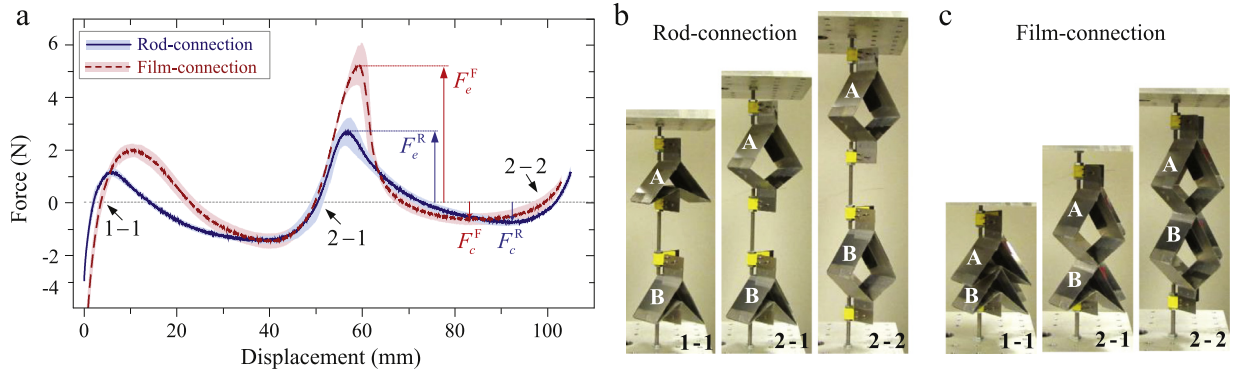 a
Force (N)
6
4
2
0
-2
-4
Rod-connection
Film-connection
1–1
2–1
2–2
F_e^R
F_e^F
F_c^F
F_c^R
0
20
40
60
80
100
Displacement (mm)
b
Rod-connection
A
B
1-1
A
B
2-1
A
B
2-2
c
Film-connection
A
B
1-1
A
B
2-1
A
B
2-2